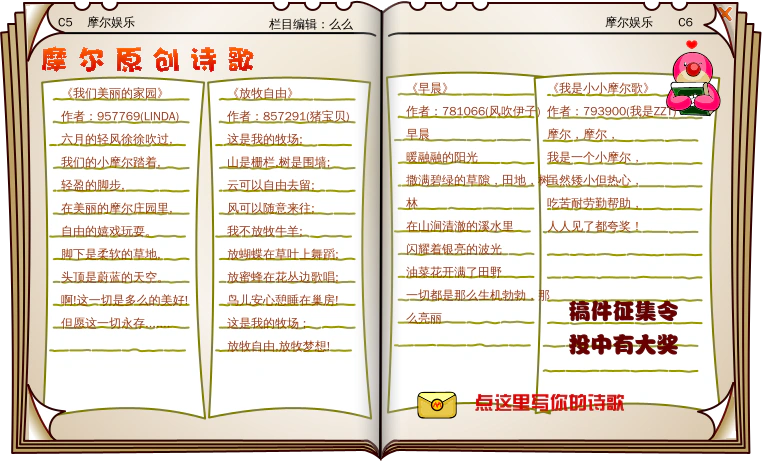 C5 摩尔娱乐
栏目编辑：么么
摩尔原创诗歌
《我们美丽的家园》
作者：957769(LINDA)
六月的轻风徐徐吹过，
我们的小摩尔踏着，
轻盈的脚步，
在美丽的摩尔庄园里，
自由的嬉戏玩耍。
脚下是柔软的草地，
头顶是蔚蓝的天空。
啊!这一切是多么的美好!
但愿这一切永存……
《放牧自由》
作者：857291(猪宝贝)
这是我的牧场;
山是栅栏,树是围墙;
云可以自由去留;
风可以随意来往;
我不放牧牛羊;
放蝴蝶在草叶上舞蹈;
放蜜蜂在花丛边歌唱;
鸟儿安心憩睡在巢房!
这是我的牧场；
放牧自由,放牧梦想!
摩尔娱乐 C6
《早晨》
作者：781066(风吹伊子)
早晨
暖融融的阳光
撒满碧绿的草隙，田地，树
林
在山涧清澈的溪水里
闪耀着银亮的波光
油菜花开满了田野
一切都是那么生机勃勃，那
么亮丽
《我是小小摩尔歌》
作者：793900(我是ZZT)
摩尔，摩尔，
我是一个小摩尔，
虽然矮小但热心，
吃苦耐劳勤帮助，
人人见了都夸奖！
稿件征集令
投中有大奖
点这里写你的诗歌